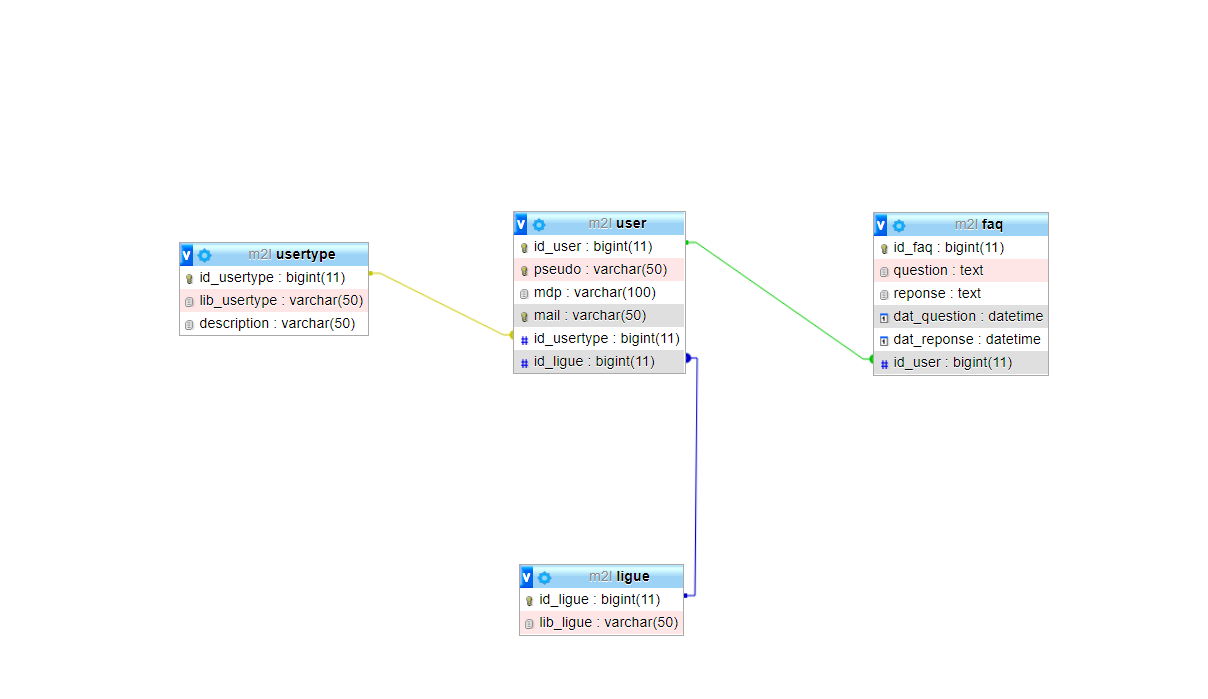 m2l usertype
id_usertype : bigint(11)
lib_usertype : varchar(50)
description : varchar(50)
m2l user
id_user : bigint(11)
pseudo : varchar(50)
mdp : varchar(100)
mail : varchar(50)
id_usertype : bigint(11)
id_ligue : bigint(11)
m2l faq
id_faq : bigint(11)
question : text
reponse : text
dat_question : datetime
dat_reponse : datetime
id_user : bigint(11)
m2l ligue
id_ligue : bigint(11)
lib_ligue : varchar(50)